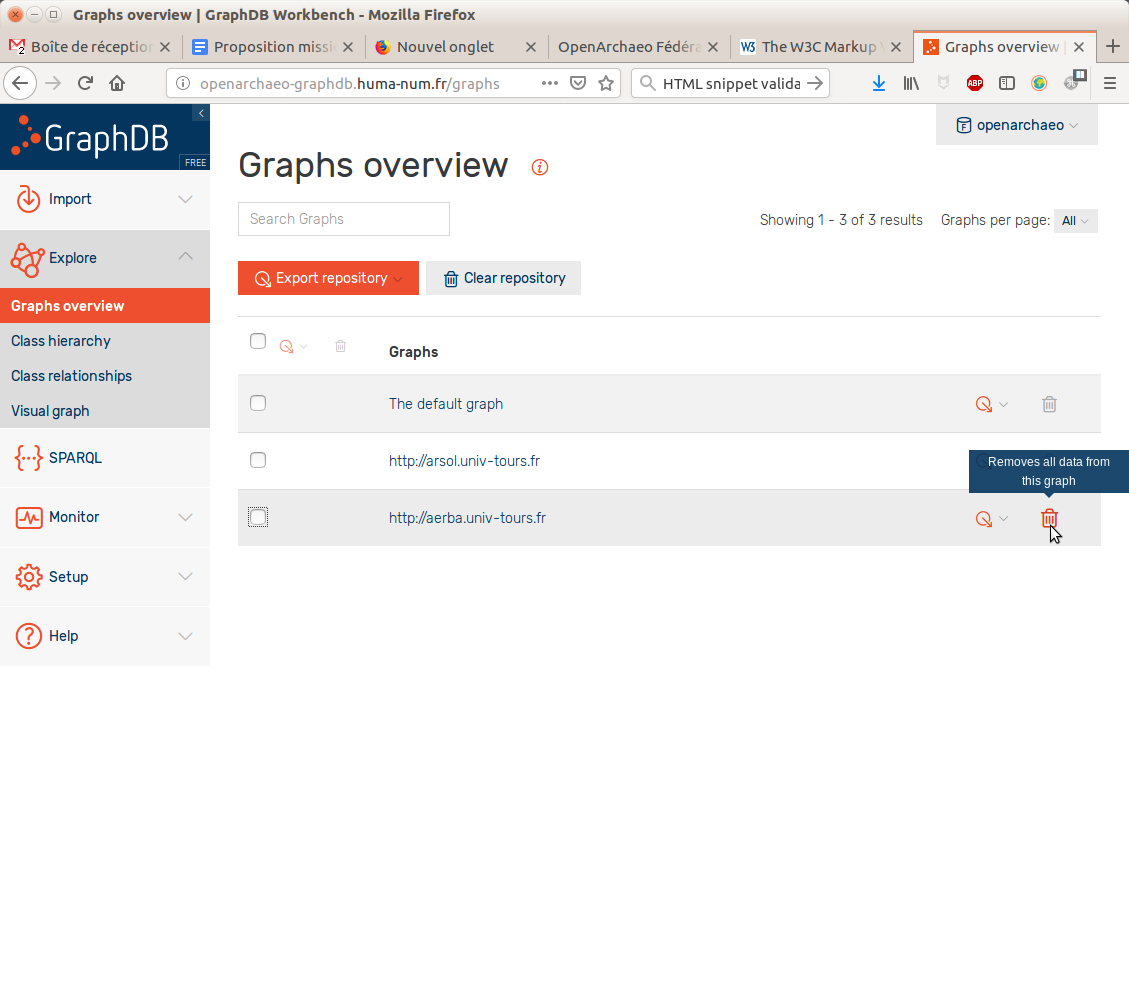 Graphs overview | GraphDB Workbench - Mozilla Firefox
2 Boîte de réception
Proposition missi
Nouvel onglet
OpenArchaeo Fédéra
W3 The W3C Markup V
Graphs overview |
openarchaeo-graphdb.huma-num.fr/graphs
HTML snippet valida
ABP
GraphDB
FREE
openarchaeo
Graphs overview
Import
Search Graphs
Showing 1 - 3 of 3 results
Graphs per page: All
Explore
Export repository
Clear repository
Graphs overview
Class hierarchy
Class relationships
Visual graph
SPARQL
Monitor
Setup
Help
Graphs
The default graph
http://arsol.univ-tours.fr
Removes all data from
this graph
http://aerba.univ-tours.fr